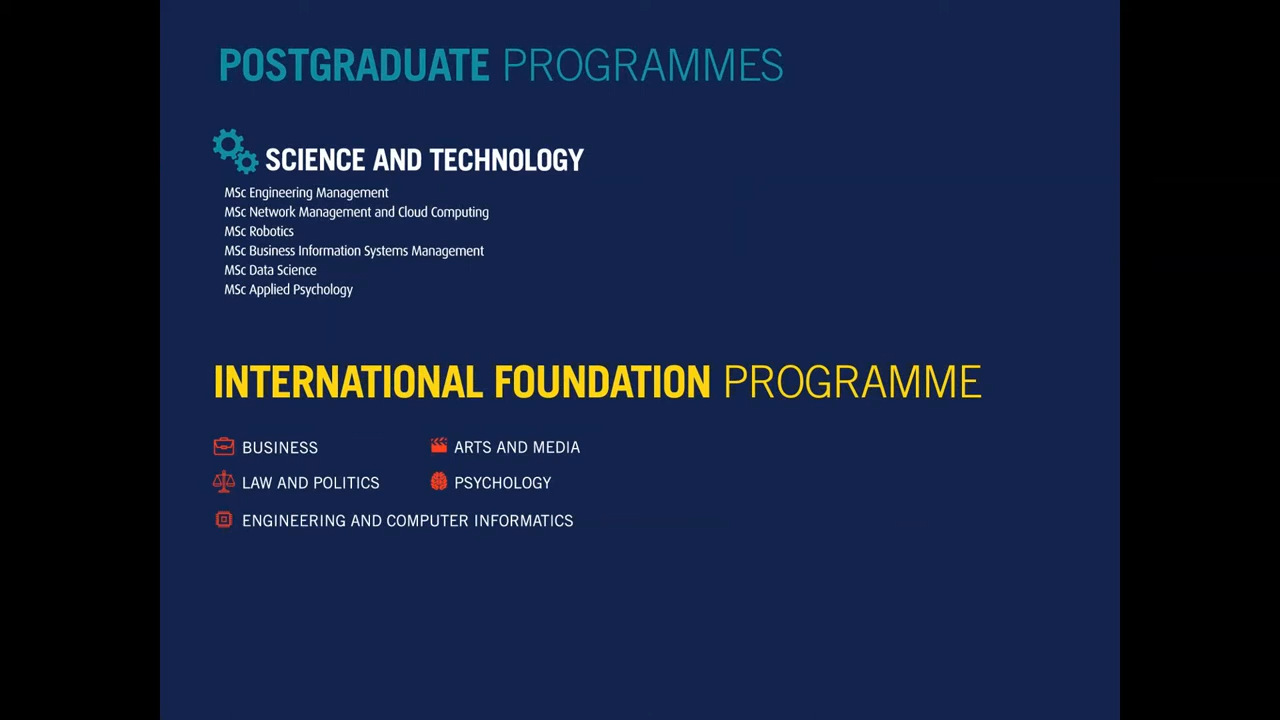 POSTGRADUATE PROGRAMMES
SCIENCE AND TECHNOLOGY
MSc Engineering Management
MSc Network Management and Cloud Computing
MSc Robotics
MSc Business Information Systems Management
MSc Data Science
MSc Applied Psychology
INTERNATIONAL FOUNDATION PROGRAMME
BUSINESS
ARTS AND MEDIA
LAW AND POLITICS
PSYCHOLOGY
ENGINEERING AND COMPUTER INFORMATICS